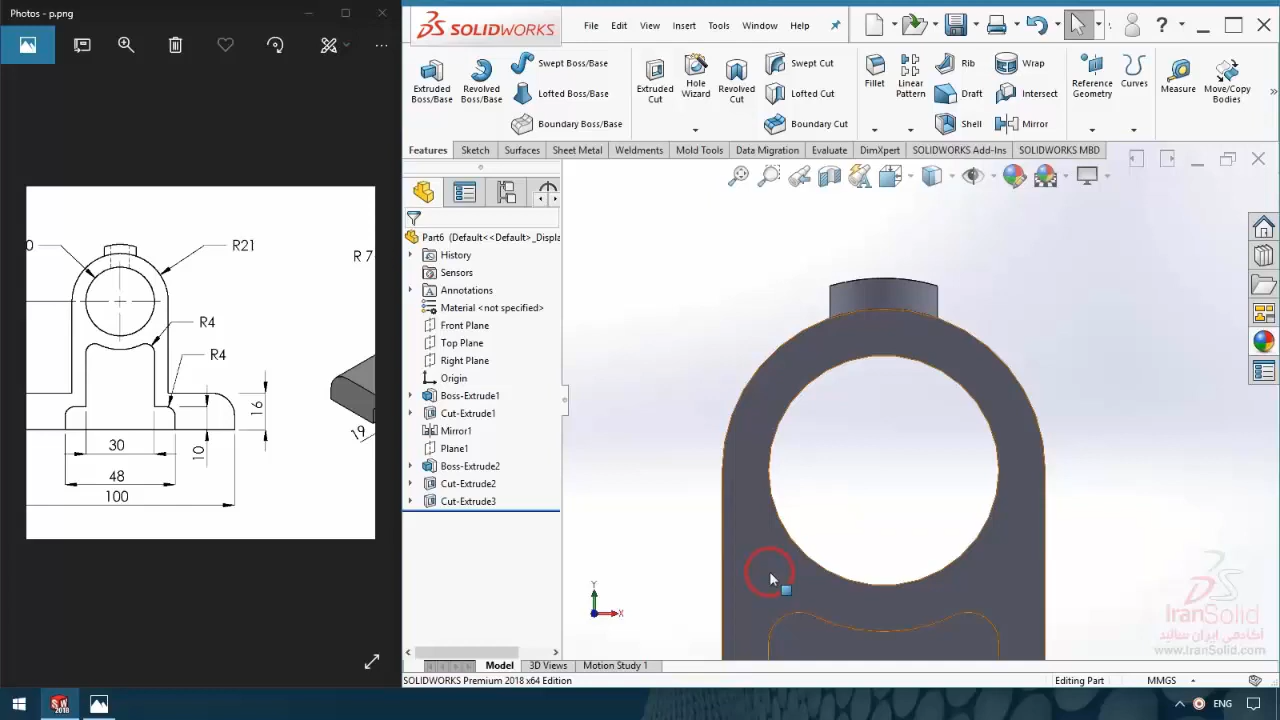 Photos - p.png
0
R21
R 7
R4
R4
16
19
30
10
48
100
SOLIDWORKS
File Edit View Insert Tools Window Help
Extruded Boss/Base
Revolved Boss/Base
Swept Boss/Base
Lofted Boss/Base
Boundary Boss/Base
Extruded Cut
Hole Wizard
Revolved Cut
Swept Cut
Lofted Cut
Boundary Cut
Fillet
Linear Pattern
Rib
Draft
Shell
Wrap
Intersect
Mirror
Reference Geometry
Curves
Measure
Move/Copy Bodies
Features Sketch Surfaces Sheet Metal Weldments Mold Tools Data Migration Evaluate DimXpert SOLIDWORKS Add-Ins SOLIDWORKS MBD
Part6 (Default<<Default>_Displa
History
Sensors
Annotations
Material <not specified>
Front Plane
Top Plane
Right Plane
Origin
Boss-Extrude1
Cut-Extrude1
Mirror1
Plane1
Boss-Extrude2
Cut-Extrude2
Cut-Extrude3
Y
X
IranSolid
آکادمی ایران سالید
www.IranSolid.com
Model 3D Views Motion Study 1
SOLIDWORKS Premium 2018 x64 Edition Editing Part MMGS
SW 2018
ENG